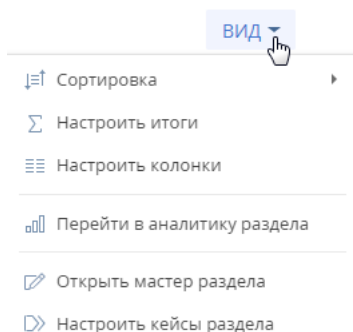 ВИД
Сортировка
Настроить итоги
Настроить колонки
Перейти в аналитику раздела
Открыть мастер раздела
Настроить кейсы раздела